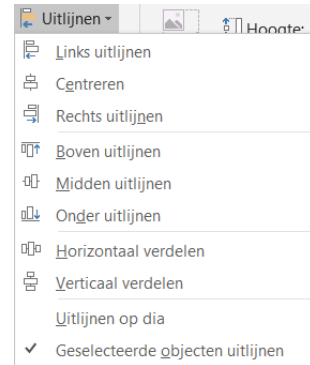 Uitlijnen
Hoogte:
Links uitlijnen
Centreren
Rechts uitlijnen
Boven uitlijnen
Midden uitlijnen
Onder uitlijnen
Horizontaal verdelen
Verticaal verdelen
Uitlijnen op dia
Geselecteerde objecten uitlijnen